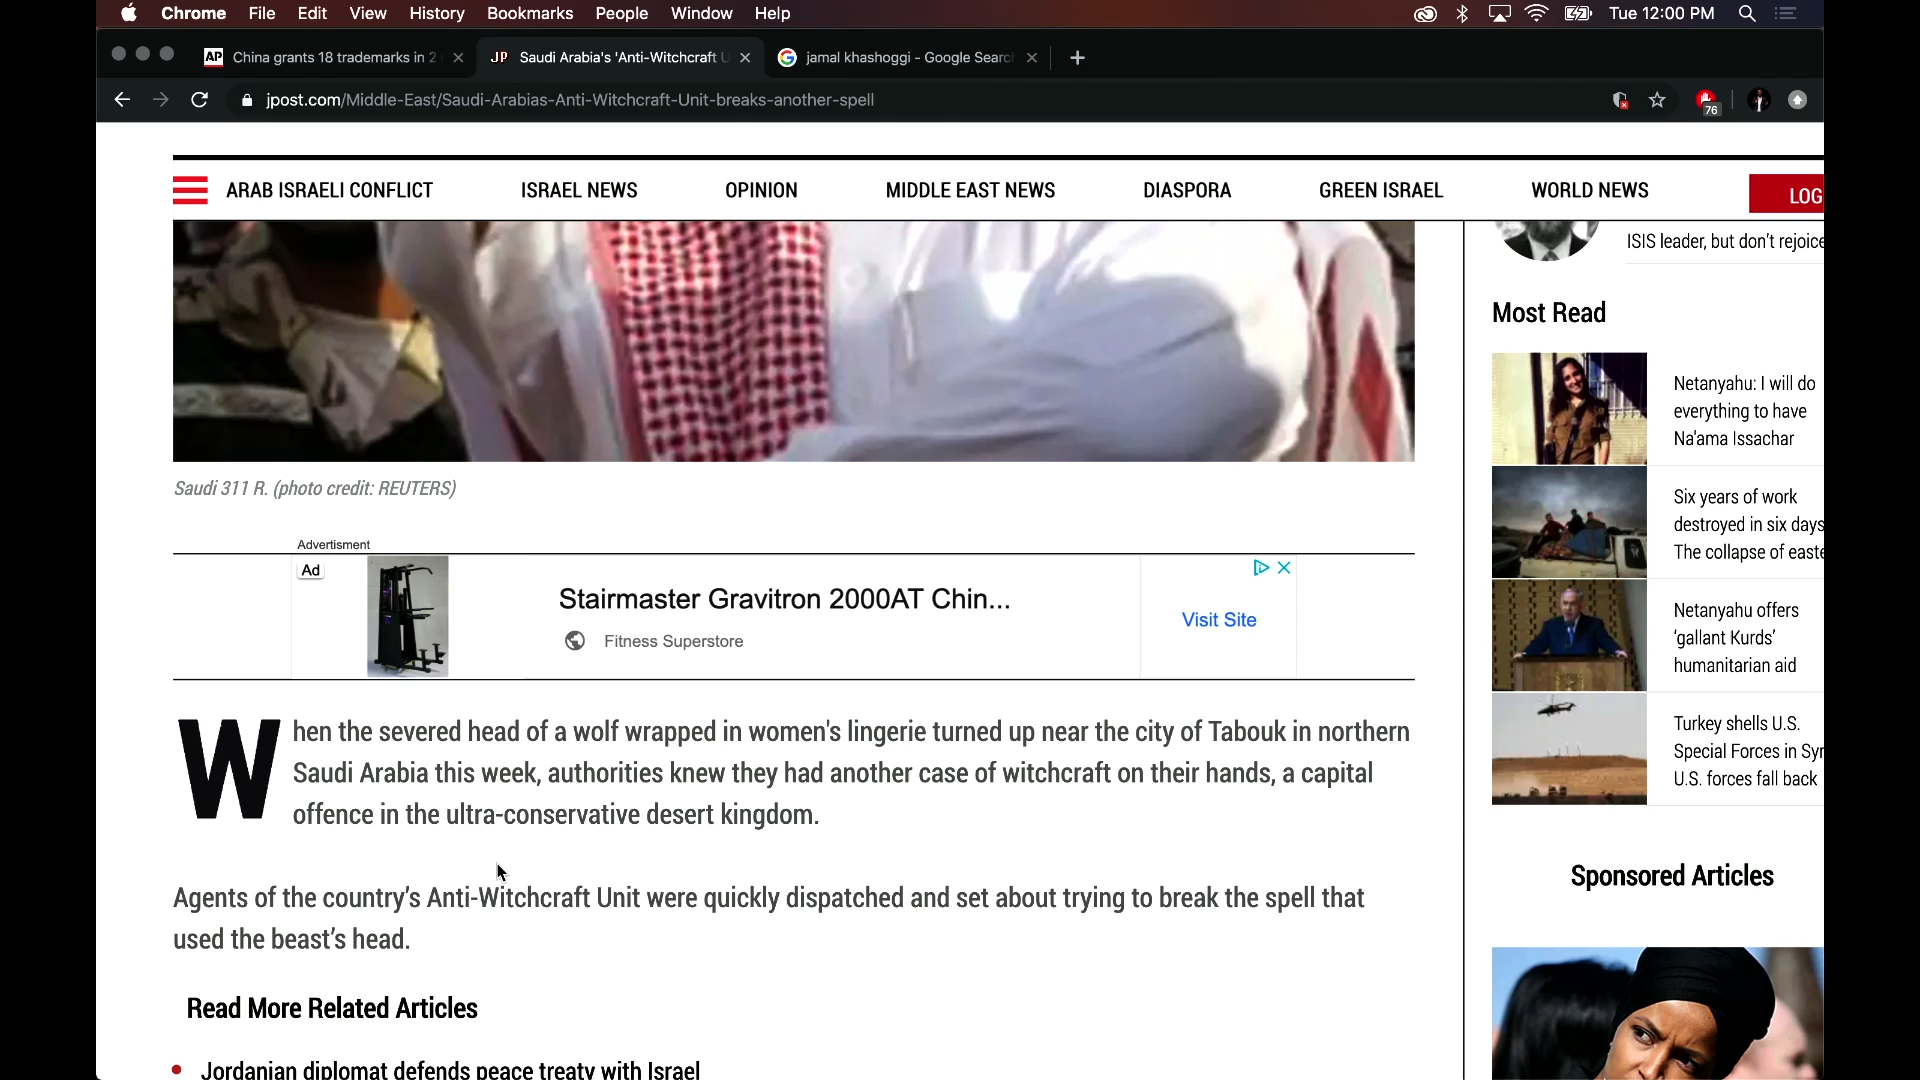 Chrome File Edit View History Bookmarks People Window Help Tue 12:00 PM
AP China grants 18 trademarks in 2
JP Saudi Arabia's 'Anti-Witchcraft U
G jamal khashoggi - Google Search
jpost.com/Middle-East/Saudi-Arabias-Anti-Witchcraft-Unit-breaks-another-spell
76
ARAB ISRAELI CONFLICT ISRAEL NEWS OPINION MIDDLE EAST NEWS DIASPORA GREEN ISRAEL WORLD NEWS LOG
Saudi 311 R. (photo credit: REUTERS)
Advertisment
Ad
Stairmaster Gravitron 2000AT Chin...
Fitness Superstore
Visit Site
When the severed head of a wolf wrapped in women's lingerie turned up near the city of Tabouk in northern
Saudi Arabia this week, authorities knew they had another case of witchcraft on their hands, a capital
offence in the ultra-conservative desert kingdom.
Agents of the country's Anti-Witchcraft Unit were quickly dispatched and set about trying to break the spell that
used the beast's head.
Read More Related Articles
Jordanian diplomat defends peace treaty with Israel
ISIS leader, but don't rejoice
Most Read
Netanyahu: I will do
everything to have
Na'ama Issachar
Six years of work
destroyed in six days
The collapse of easte
Netanyahu offers
'gallant Kurds'
humanitarian aid
Turkey shells U.S.
Special Forces in Syr
U.S. forces fall back
Sponsored Articles